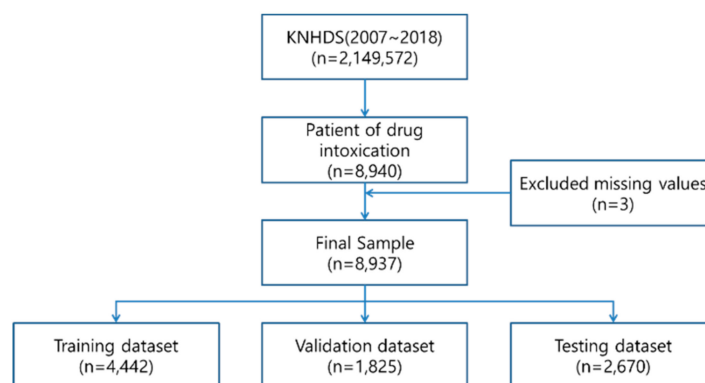 KNHDS(2007~2018)
(n=2,149,572)
Patient of drug
intoxication
(n=8,940)
Excluded missing values
(n=3)
Final Sample
(n=8,937)
Training dataset
(n=4,442)
Validation dataset
(n=1,825)
Testing dataset
(n=2,670)